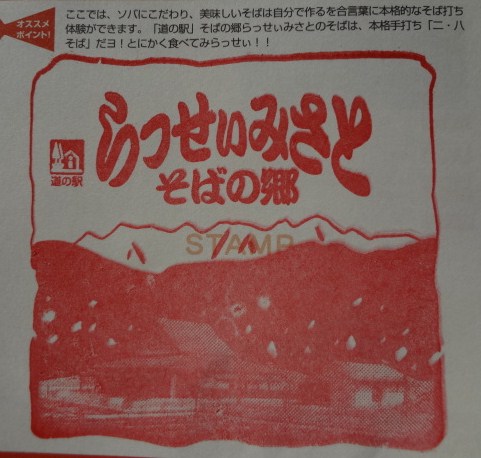 オススメ
ポイント!
ここでは、ソバにこだわり、美味しいそばは自分で作るを合言葉に本格的なそば打ち
体験ができます。「道の駅」そばの郷らっせぃみさとのそばは、本格手打ち「二・八
そば」だヨ!とにかく食べてみらっせぃ!!
らっせぃみさと
道の駅
そばの郷
STAMP